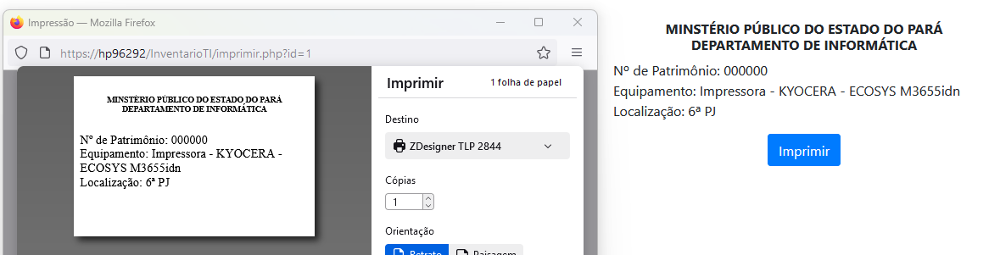 Impressão — Mozilla Firefox
https://hp96292/InventarioTI/imprimir.php?id=1
MINSTÉRIO PÚBLICO DO ESTADO DO PARÁ
DEPARTAMENTO DE INFORMÁTICA
Nº de Patrimônio: 000000
Equipamento: Impressora - KYOCERA -
ECOSYS M3655idn
Localização: 6ª PJ
Imprimir
1 folha de papel
Destino
ZDesigner TLP 2844
Cópias
1
Orientação
Retrato
Paisagem
MINSTÉRIO PÚBLICO DO ESTADO DO PARÁ
DEPARTAMENTO DE INFORMÁTICA
Nº de Patrimônio: 000000
Equipamento: Impressora - KYOCERA - ECOSYS M3655idn
Localização: 6ª PJ
Imprimir